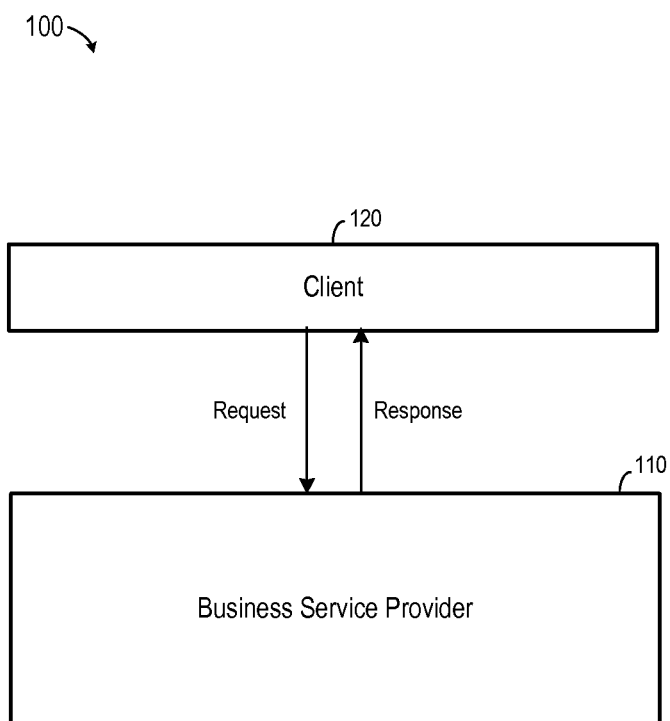 100
120
Client
Request
Response
110
Business Service Provider